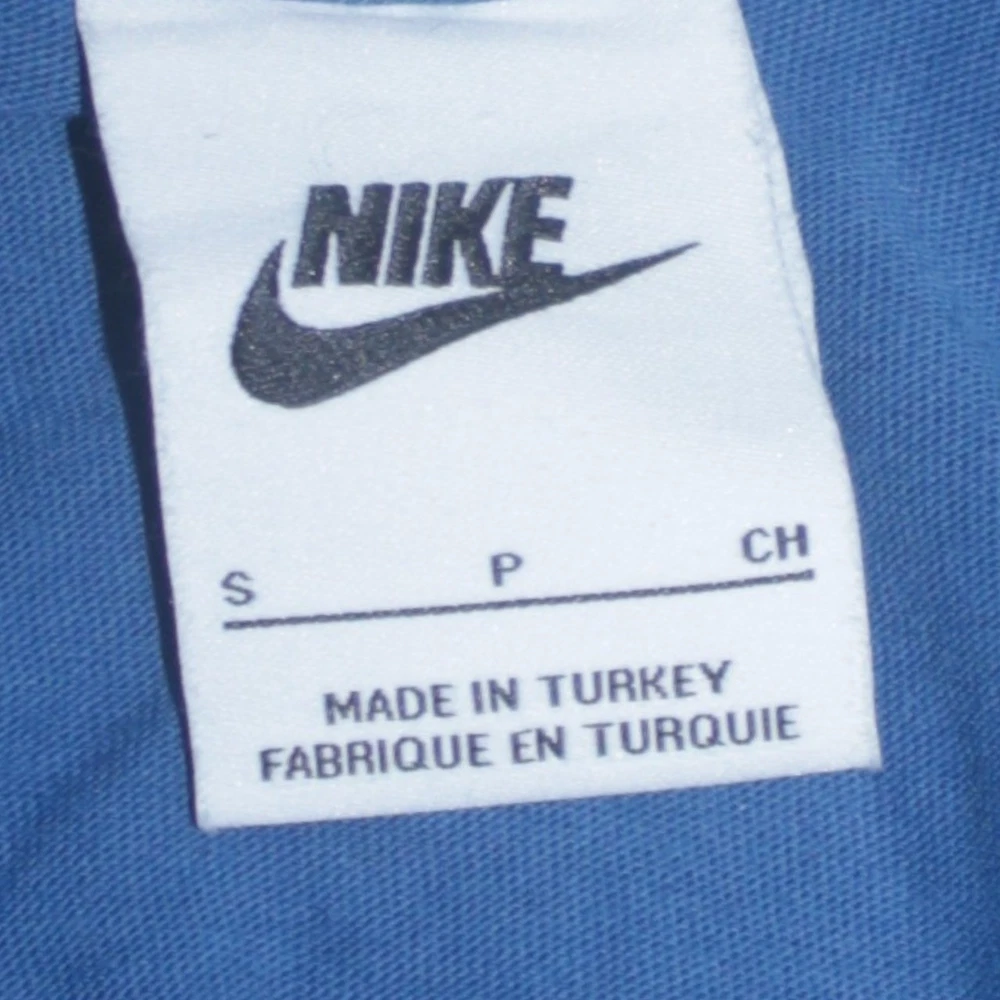 NIKE
S P CH
MADE IN TURKEY
FABRIQUE EN TURQUIE